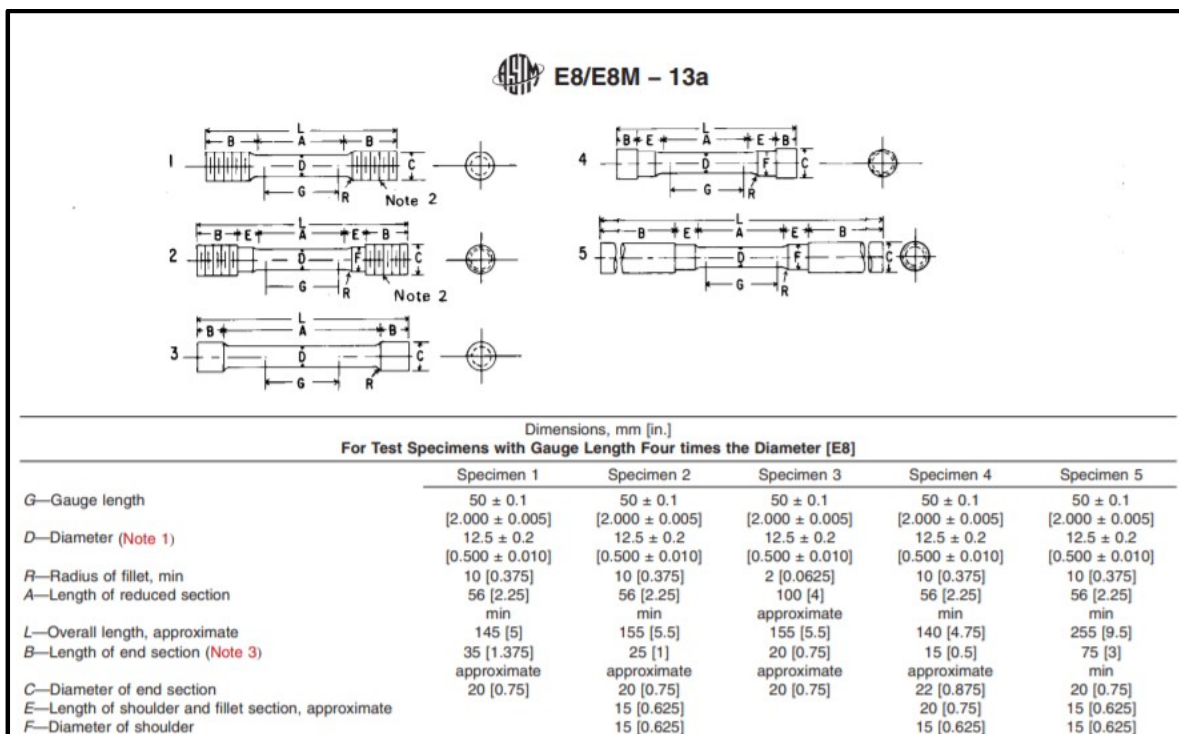 ASTM E8/E8M – 13a
L
B A B
1 D C
G R Note 2
L
B E A E B
2 D F C
G R Note 2
L
B A B
3 D C
G R
L
B E A E B
4 D F C
G R
L
B E A E B
5 D F C
G R
Dimensions, mm [in.]
For Test Specimens with Gauge Length Four times the Diameter [E8]
Specimen 1 Specimen 2 Specimen 3 Specimen 4 Specimen 5
G—Gauge length 50 ± 0.1 50 ± 0.1 50 ± 0.1 50 ± 0.1 50 ± 0.1
[2.000 ± 0.005] [2.000 ± 0.005] [2.000 ± 0.005] [2.000 ± 0.005] [2.000 ± 0.005]
D—Diameter (Note 1) 12.5 ± 0.2 12.5 ± 0.2 12.5 ± 0.2 12.5 ± 0.2 12.5 ± 0.2
[0.500 ± 0.010] [0.500 ± 0.010] [0.500 ± 0.010] [0.500 ± 0.010] [0.500 ± 0.010]
R—Radius of fillet, min 10 [0.375] 10 [0.375] 2 [0.0625] 10 [0.375] 10 [0.375]
A—Length of reduced section 56 [2.25] 56 [2.25] 100 [4] 56 [2.25] 56 [2.25]
min min approximate min min
L—Overall length, approximate 145 [5] 155 [5.5] 155 [5.5] 140 [4.75] 255 [9.5]
B—Length of end section (Note 3) 35 [1.375] 25 [1] 20 [0.75] 15 [0.5] 75 [3]
approximate approximate approximate approximate min
C—Diameter of end section 20 [0.75] 20 [0.75] 20 [0.75] 22 [0.875] 20 [0.75]
E—Length of shoulder and fillet section, approximate 15 [0.625] 20 [0.75] 15 [0.625]
F—Diameter of shoulder 15 [0.625] 15 [0.625] 15 [0.625]